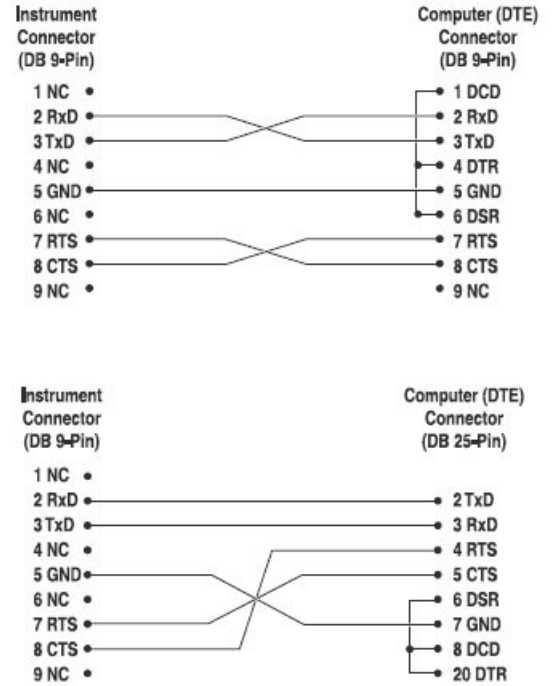 Instrument
Connector
(DB 9-Pin)
Computer (DTE)
Connector
(DB 9-Pin)
1 NC
1 DCD
2 RxD
2 RxD
3 TxD
3 TxD
4 NC
4 DTR
5 GND
5 GND
6 NC
6 DSR
7 RTS
7 RTS
8 CTS
8 CTS
9 NC
9 NC
Instrument
Connector
(DB 9-Pin)
Computer (DTE)
Connector
(DB 25-Pin)
1 NC
2 RxD
2 TxD
3 TxD
3 RxD
4 NC
4 RTS
5 GND
5 CTS
6 NC
6 DSR
7 RTS
7 GND
8 CTS
8 DCD
9 NC
20 DTR